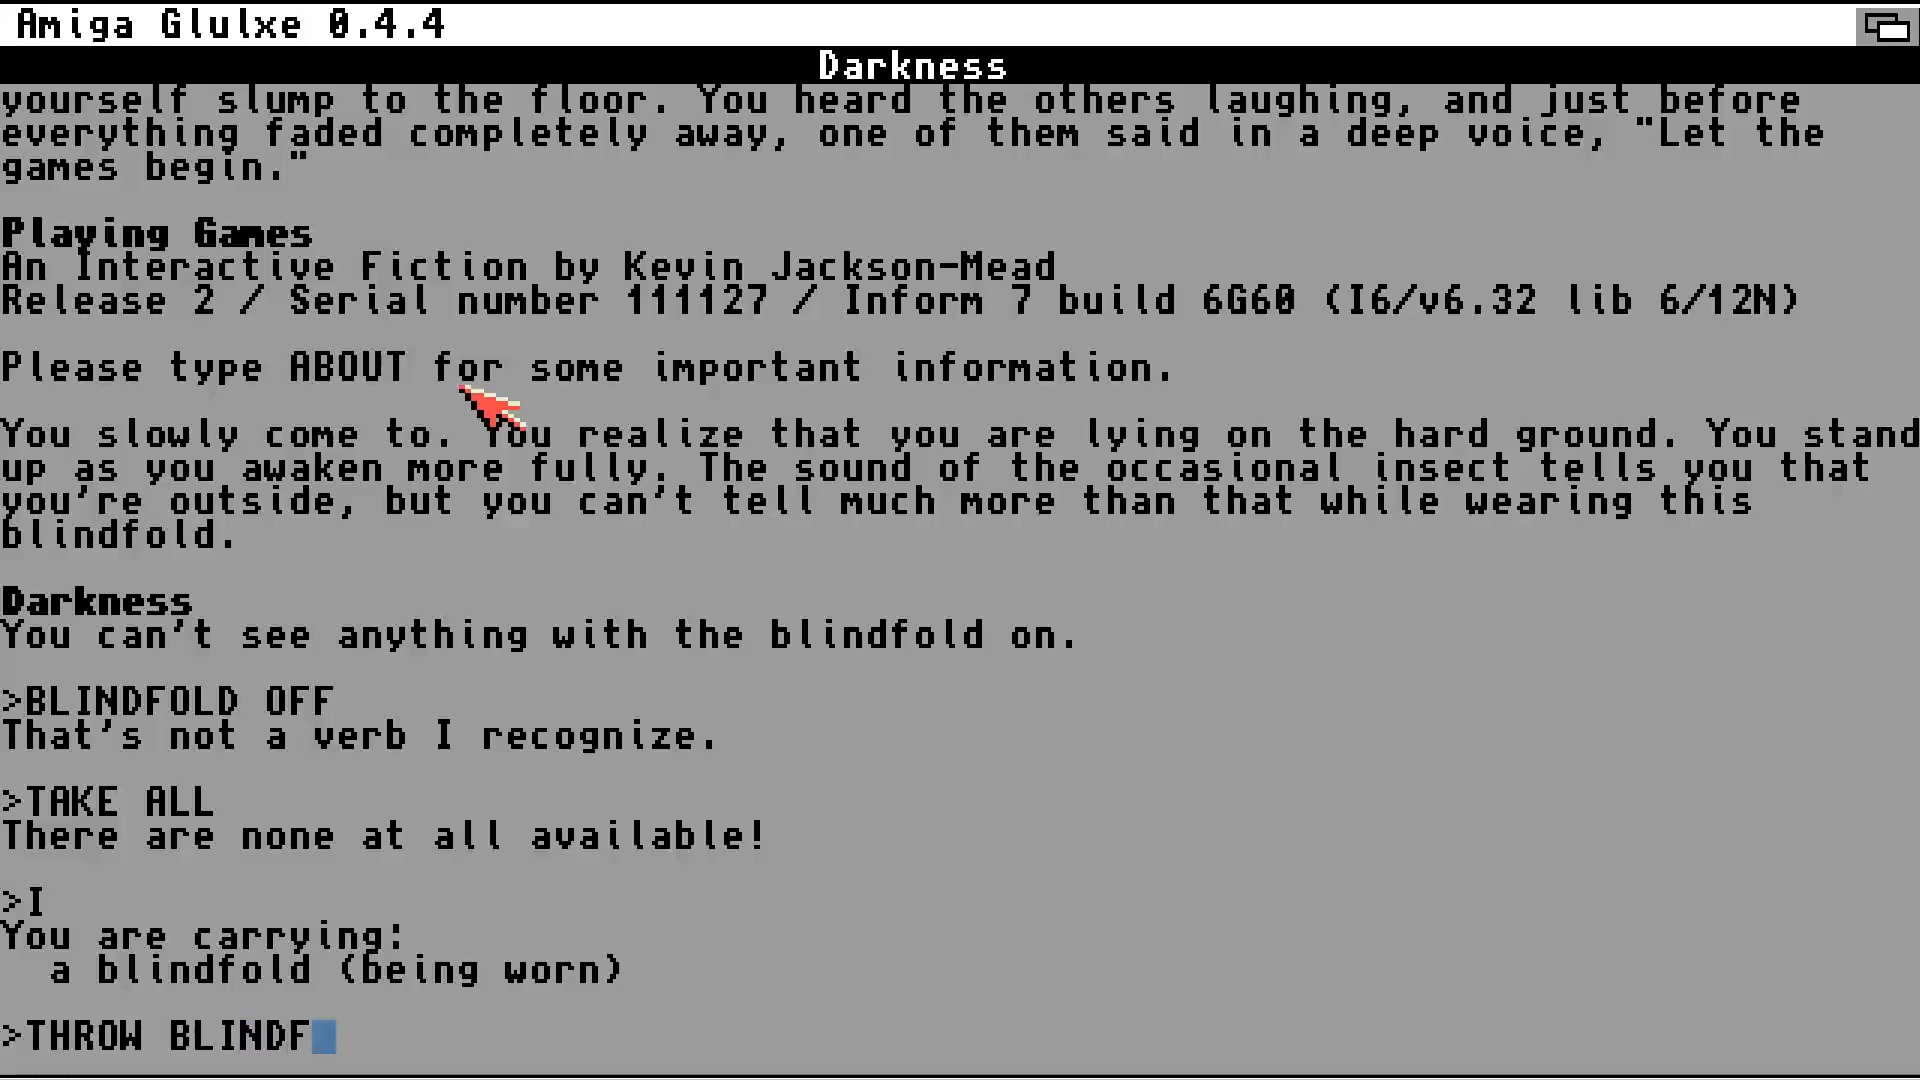 Amiga Glulxe 0.4.4
Darkness
yourself slump to the floor. You heard the others laughing, and just before
everything faded completely away, one of them said in a deep voice, "Let the
games begin."
Playing Games
An Interactive Fiction by Kevin Jackson-Mead
Release 2 / Serial number 111127 / Inform 7 build 6G60 (I6/v6.32 lib 6/12N)
Please type ABOUT for some important information.
You slowly come to. You realize that you are lying on the hard ground. You stand
up as you awaken more fully. The sound of the occasional insect tells you that
you're outside, but you can't tell much more than that while wearing this
blindfold.
Darkness
You can't see anything with the blindfold on.
>BLINDFOLD OFF
That's not a verb I recognize.
>TAKE ALL
There are none at all available!
>I
You are carrying:
a blindfold (being worn)
>THROW BLINDF